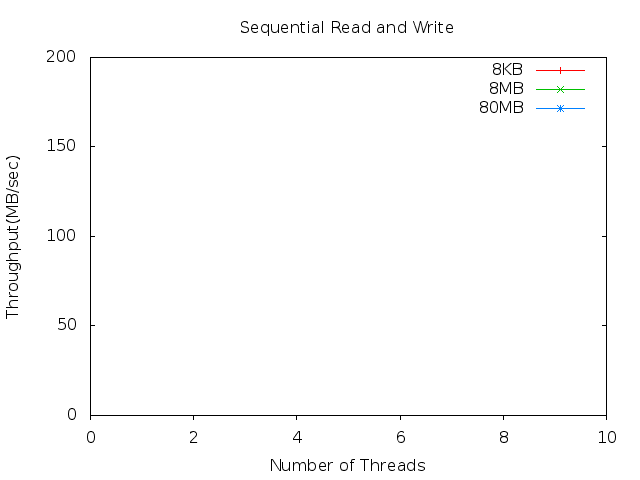 Sequential Read and Write
200
150
100
50
0
Throughput(MB/sec)
8KB
8MB
80MB
0 2 4 6 8 10
Number of Threads